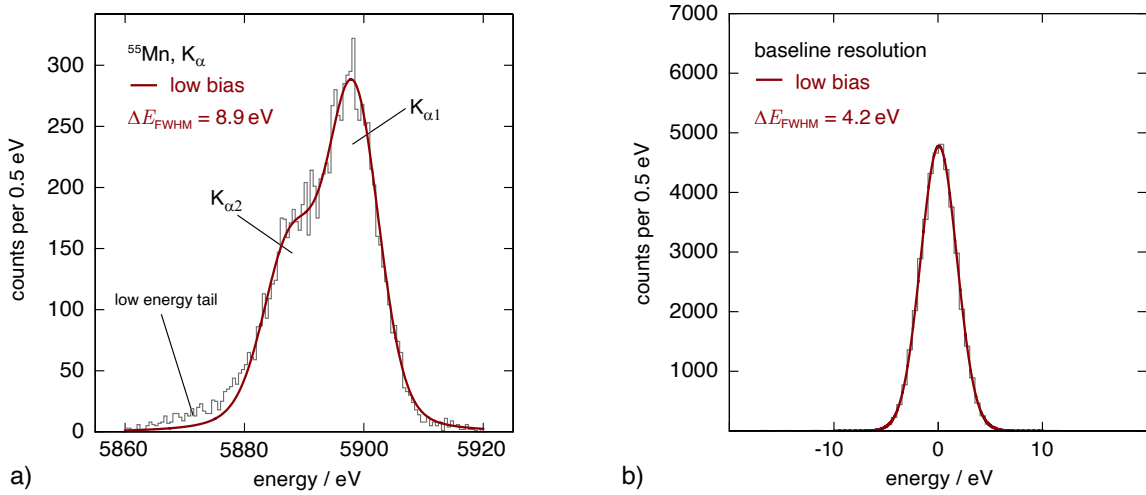 ⁵⁵Mn, Kα
low bias
ΔE_FWHM = 8.9 eV
Kα1
Kα2
low energy tail
counts per 0.5 eV
300
250
200
150
100
50
0
5860
5880
5900
5920
energy / eV
a)
baseline resolution
low bias
ΔE_FWHM = 4.2 eV
counts per 0.5 eV
7000
6000
5000
4000
3000
2000
1000
-10
0
10
energy / eV
b)